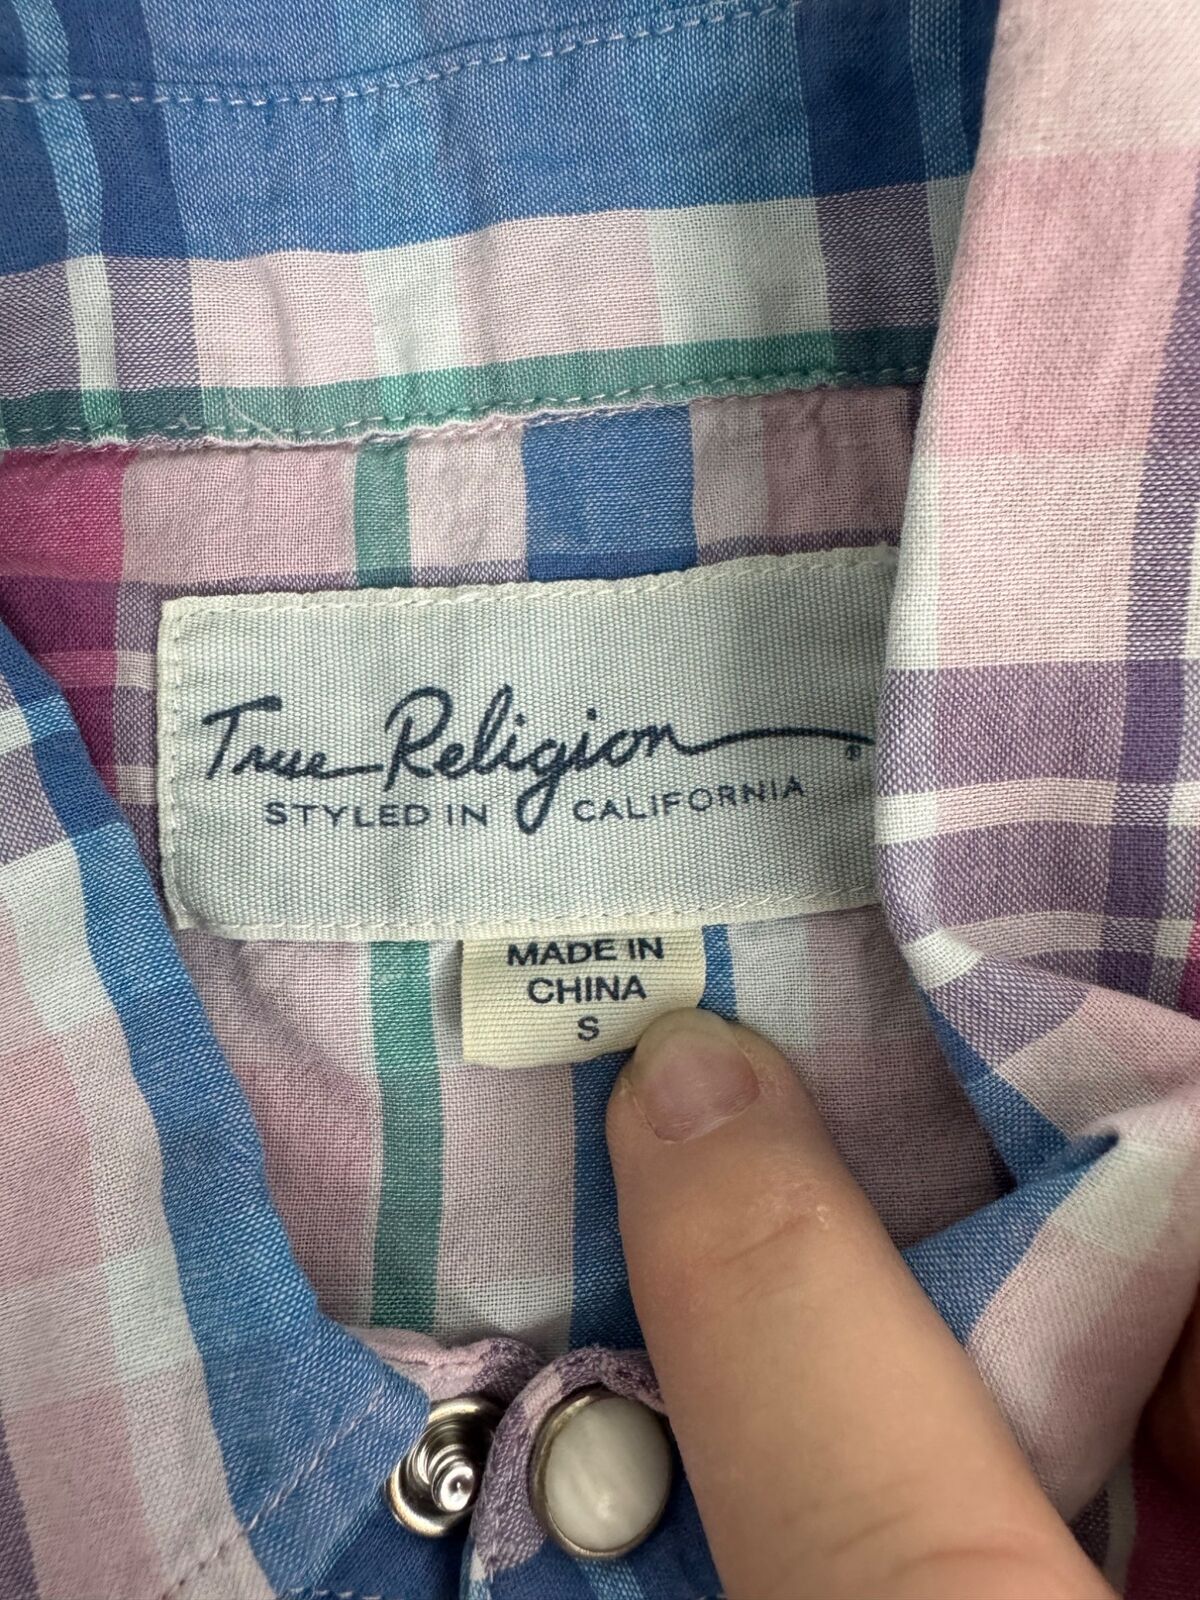 True Religion®
STYLED IN CALIFORNIA
MADE IN
CHINA
S